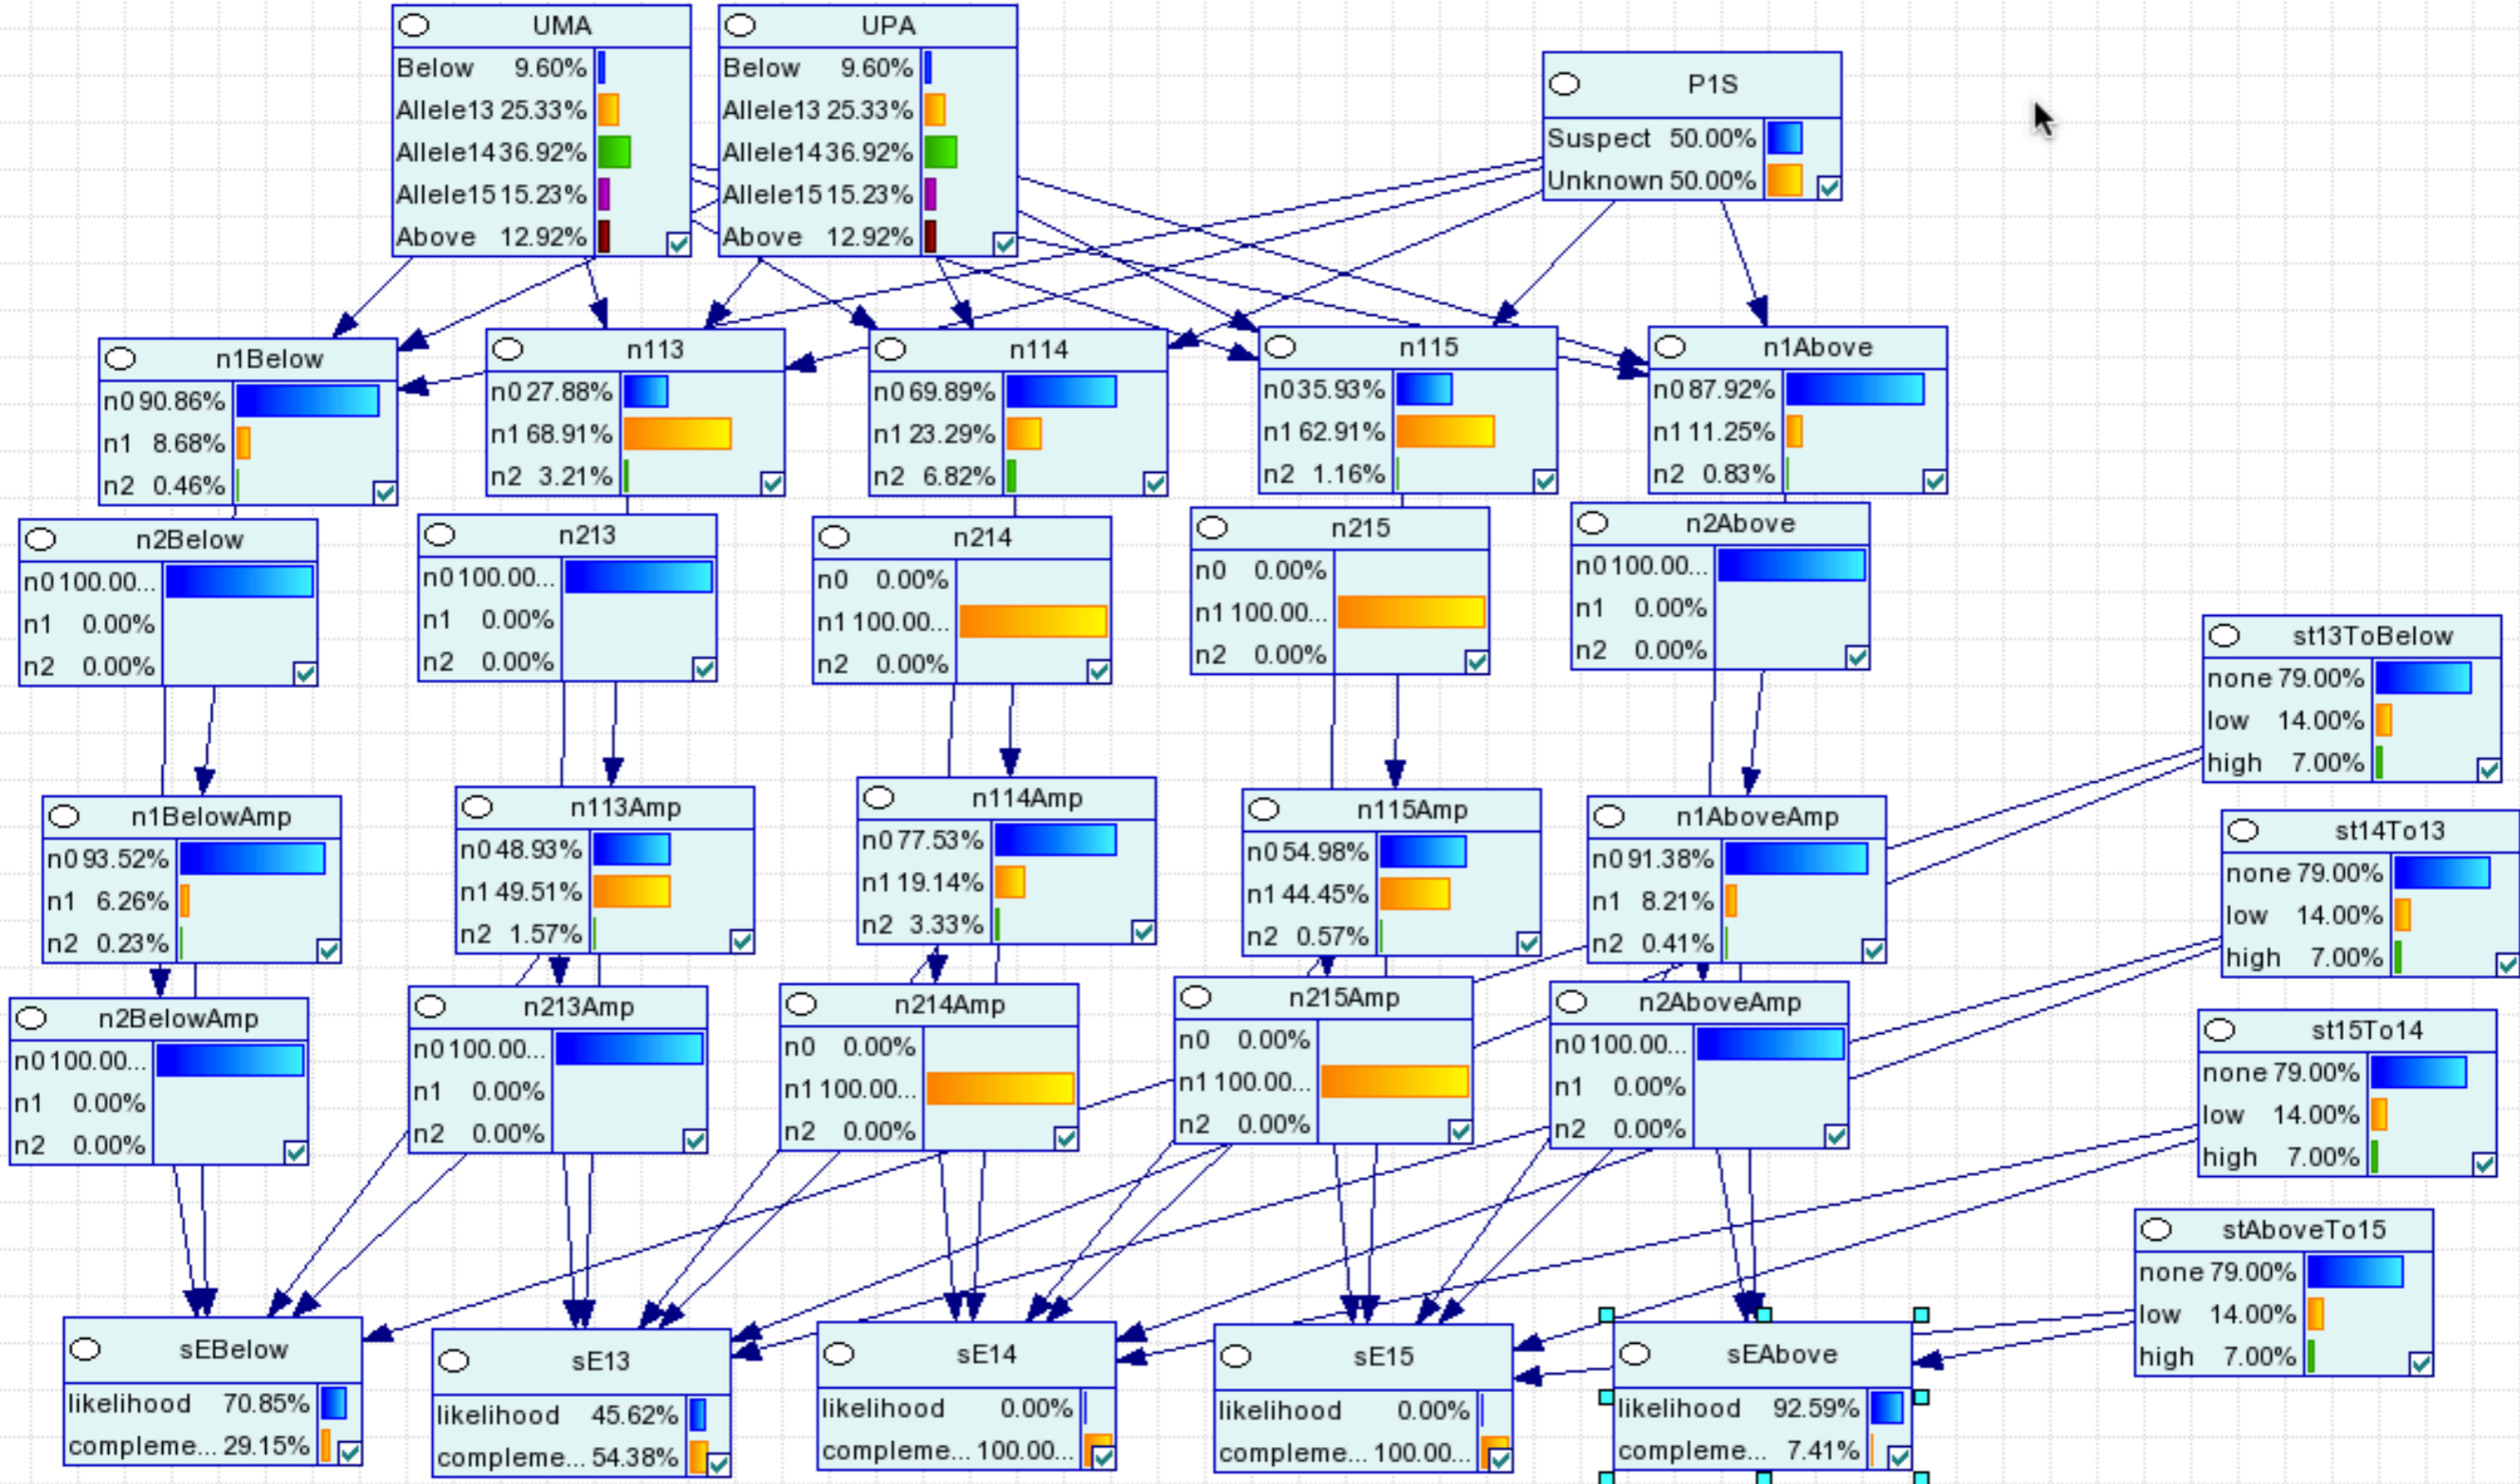 UMA
Below 9.60%
Allele13 25.33%
Allele14 36.92%
Allele15 15.23%
Above 12.92%
UPA
Below 9.60%
Allele13 25.33%
Allele14 36.92%
Allele15 15.23%
Above 12.92%
P1S
Suspect 50.00%
Unknown 50.00%
n1Below
n0 90.86%
n1 8.68%
n2 0.46%
n113
n0 27.88%
n1 68.91%
n2 3.21%
n114
n0 69.89%
n1 23.29%
n2 6.82%
n115
n0 35.93%
n1 62.91%
n2 1.16%
n1Above
n0 87.92%
n1 11.25%
n2 0.83%
n2Below
n0 100.00...
n1 0.00%
n2 0.00%
n213
n0 100.00...
n1 0.00%
n2 0.00%
n214
n0 0.00%
n1 100.00...
n2 0.00%
n215
n0 0.00%
n1 100.00...
n2 0.00%
n2Above
n0 100.00...
n1 0.00%
n2 0.00%
st13ToBelow
none 79.00%
low 14.00%
high 7.00%
n1BelowAmp
n0 93.52%
n1 6.26%
n2 0.23%
n113Amp
n0 48.93%
n1 49.51%
n2 1.57%
n114Amp
n0 77.53%
n1 19.14%
n2 3.33%
n115Amp
n0 54.98%
n1 44.45%
n2 0.57%
n1AboveAmp
n0 91.38%
n1 8.21%
n2 0.41%
st14To13
none 79.00%
low 14.00%
high 7.00%
n2BelowAmp
n0 100.00...
n1 0.00%
n2 0.00%
n213Amp
n0 100.00...
n1 0.00%
n2 0.00%
n214Amp
n0 0.00%
n1 100.00...
n2 0.00%
n215Amp
n0 0.00%
n1 100.00...
n2 0.00%
n2AboveAmp
n0 100.00...
n1 0.00%
n2 0.00%
st15To14
none 79.00%
low 14.00%
high 7.00%
stAboveTo15
none 79.00%
low 14.00%
high 7.00%
sEBelow
likelihood 70.85%
compleme... 29.15%
sE13
likelihood 45.62%
compleme... 54.38%
sE14
likelihood 0.00%
compleme... 100.00...
sE15
likelihood 0.00%
compleme... 100.00...
sEAbove
likelihood 92.59%
compleme... 7.41%